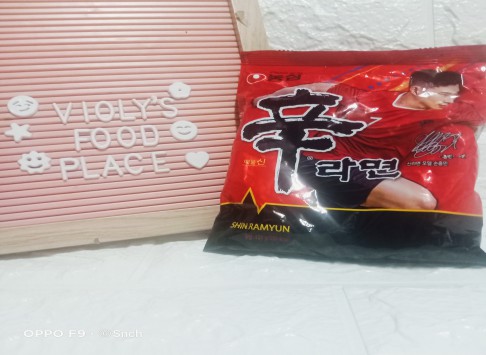 VIOLY'S
FOOD
PLACE
농심
辛
라면
SHIN RAMYUN
OPPO F9